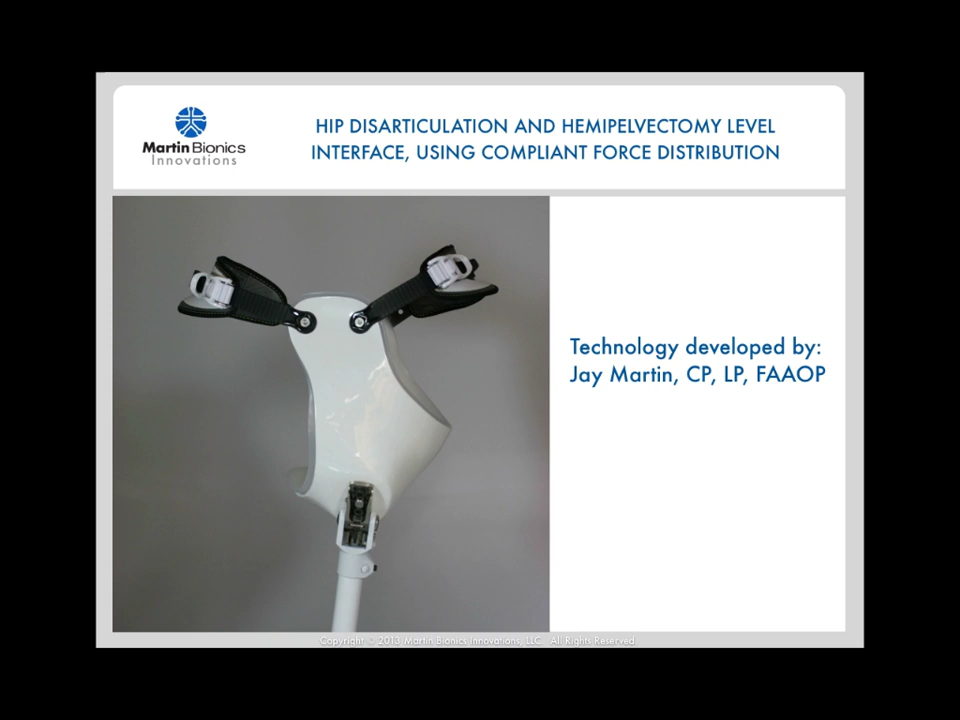 Martin Bionics
Innovations
HIP DISARTICULATION AND HEMIPELVECTOMY LEVEL
INTERFACE, USING COMPLIANT FORCE DISTRIBUTION
Technology developed by:
Jay Martin, CP, LP, FAAOP
Copyright © 2013 Martin Bionics Innovations, LLC. All Rights Reserved.